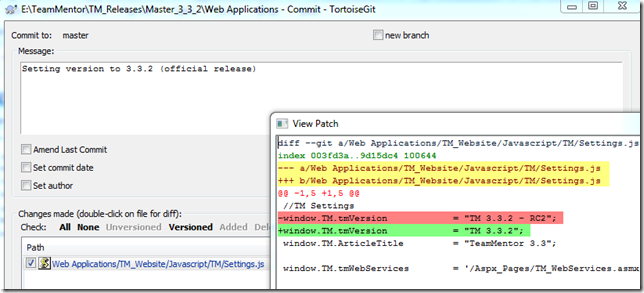 E:\TeamMentor\TM_Releases\Master_3_3_2\Web Applications - Commit - TortoiseGit
Commit to: master
new branch
Message:
Setting version to 3.3.2 (official release)
Amend Last Commit
Set commit date
Set author
Changes made (double-click on file for diff):
Check: All None Unversioned Versioned Added Dele
Path
Web Applications/TM_Website/Javascript/TM/Settings.js
View Patch
diff --git a/Web Applications/TM_Website/Javascript/TM/Settings.js
index 003fd3a..9d15dc4 100644
--- a/Web Applications/TM_Website/Javascript/TM/Settings.js
+++ b/Web Applications/TM_Website/Javascript/TM/Settings.js
@@ -1,5 +1,5 @@
//TM Settings
-window.TM.tmVersion = "TM 3.3.2 - RC2";
+window.TM.tmVersion = "TM 3.3.2";
window.TM.ArticleTitle = "TeamMentor 3.3";
window.TM.tmWebServices = '/Aspx_Pages/TM_WebServices.asmx